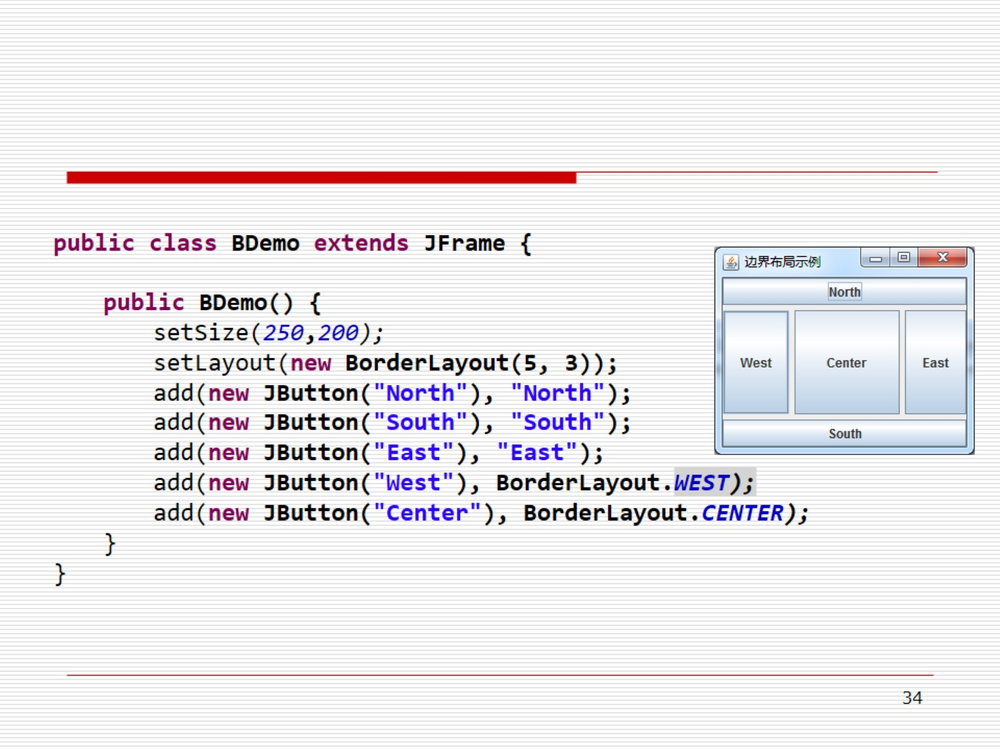 public class BDemo extends JFrame {
public BDemo() {
setSize(250,200);
setLayout(new BorderLayout(5, 3));
add(new JButton("North"), "North");
add(new JButton("South"), "South");
add(new JButton("East"), "East");
add(new JButton("West"), BorderLayout.WEST);
add(new JButton("Center"), BorderLayout.CENTER);
}
}
边界布局示例
North
West Center East
South
34